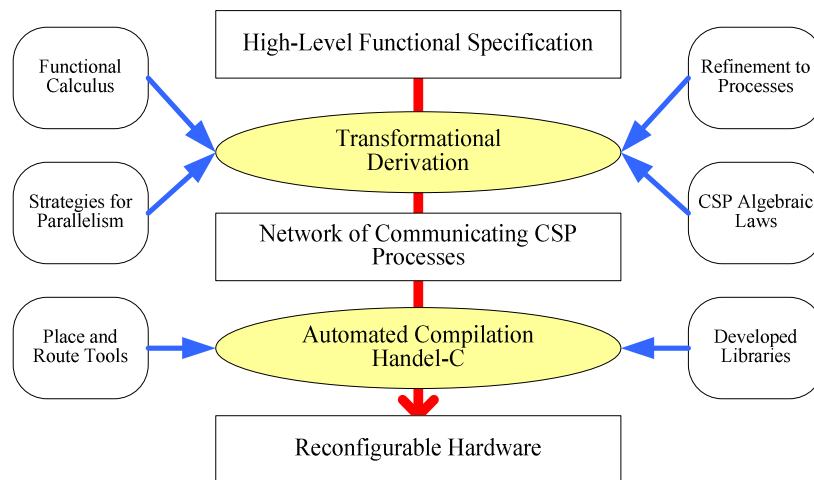 High-Level Functional Specification
Functional
Calculus
Refinement to
Processes
Transformational
Derivation
Strategies for
Parallelism
CSP Algebraic
Laws
Network of Communicating CSP
Processes
Place and
Route Tools
Automated Compilation
Handel-C
Developed
Libraries
Reconfigurable Hardware